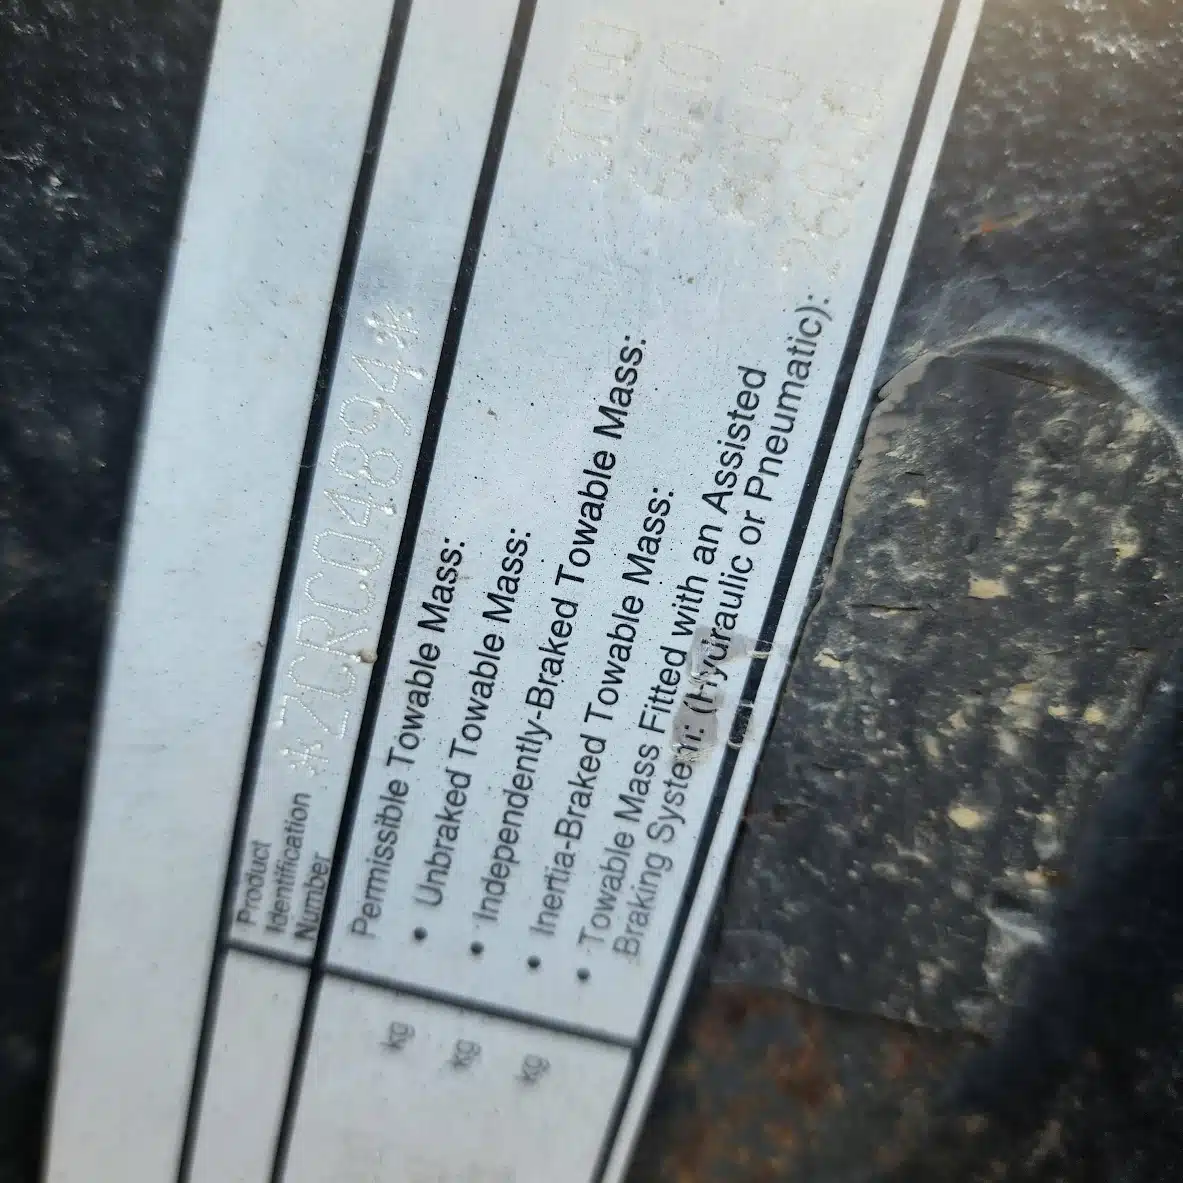 Product
Identification
Number
*ZCRC04894*
Permissible Towable Mass:
• Unbraked Towable Mass:
• Independently-Braked Towable Mass:
• Inertia-Braked Towable Mass:
• Towable Mass Fitted with an Assisted
Braking System: (Hydraulic or Pneumatic):
kg
kg
kg